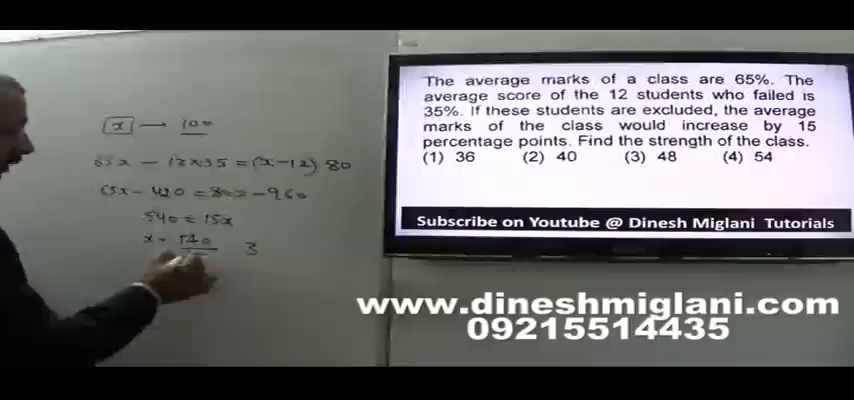 x → 100
65x - 12x35 = (x-12) 80
65x - 420 = 80x - 960
540 = 15x
x = 540
3
The average marks of a class are 65%. The
average score of the 12 students who failed is
35%. If these students are excluded, the average
marks of the class would increase by 15
percentage points. Find the strength of the class.
(1) 36 (2) 40 (3) 48 (4) 54
Subscribe on Youtube @ Dinesh Miglani Tutorials
www.dineshmiglani.com
09215514435